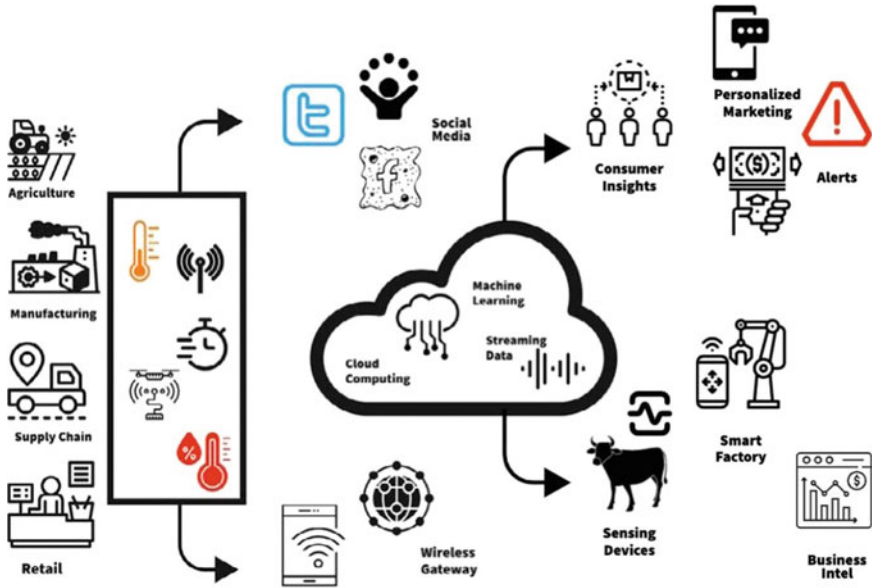 Agriculture
Manufacturing
Supply Chain
Retail
%
t
f
Social
Media
Wireless
Gateway
Machine
Learning
Streaming
Data
Cloud
Computing
Consumer
Insights
Personalized
Marketing
($)
!
Alerts
Smart
Factory
Sensing
Devices
$
Business
Intel